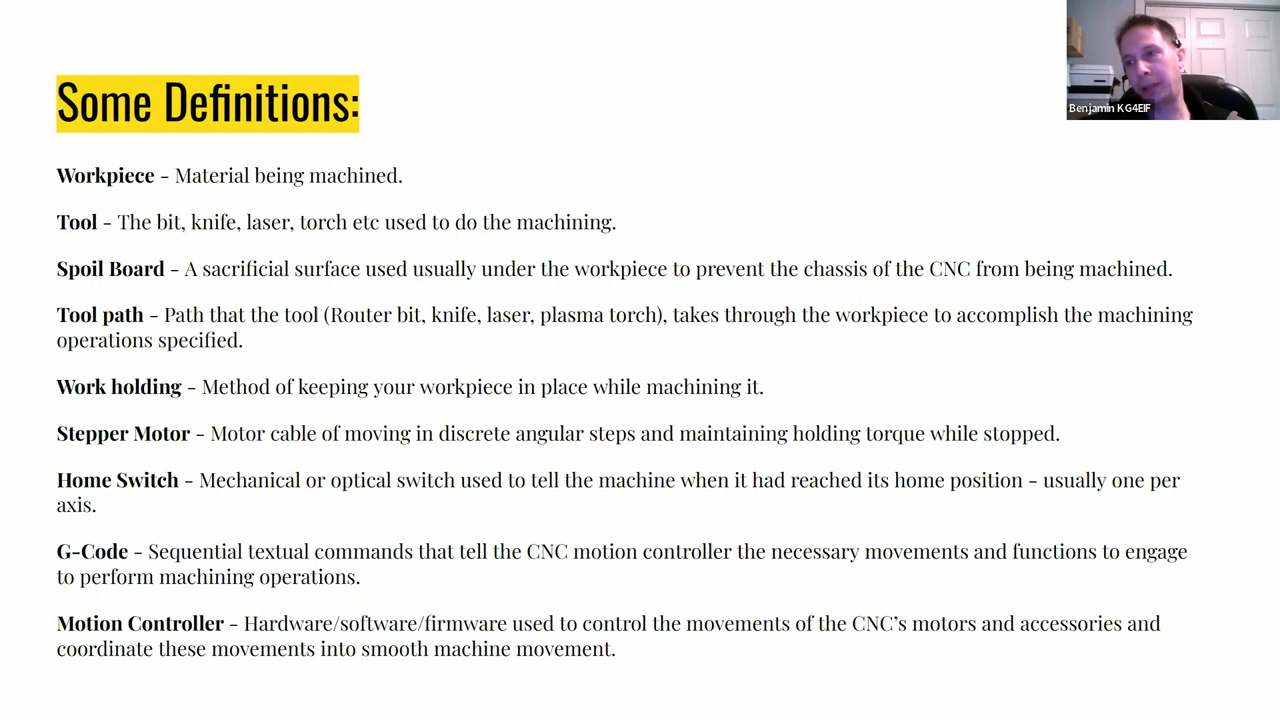 Some Definitions:
Benjamin KG4EIF
Workpiece - Material being machined.
Tool - The bit, knife, laser, torch etc used to do the machining.
Spoil Board - A sacrificial surface used usually under the workpiece to prevent the chassis of the CNC from being machined.
Tool path - Path that the tool (Router bit, knife, laser, plasma torch), takes through the workpiece to accomplish the machining
operations specified.
Work holding - Method of keeping your workpiece in place while machining it.
Stepper Motor - Motor cable of moving in discrete angular steps and maintaining holding torque while stopped.
Home Switch - Mechanical or optical switch used to tell the machine when it had reached its home position - usually one per
axis.
G-Code - Sequential textual commands that tell the CNC motion controller the necessary movements and functions to engage
to perform machining operations.
Motion Controller - Hardware/software/firmware used to control the movements of the CNC’s motors and accessories and
coordinate these movements into smooth machine movement.